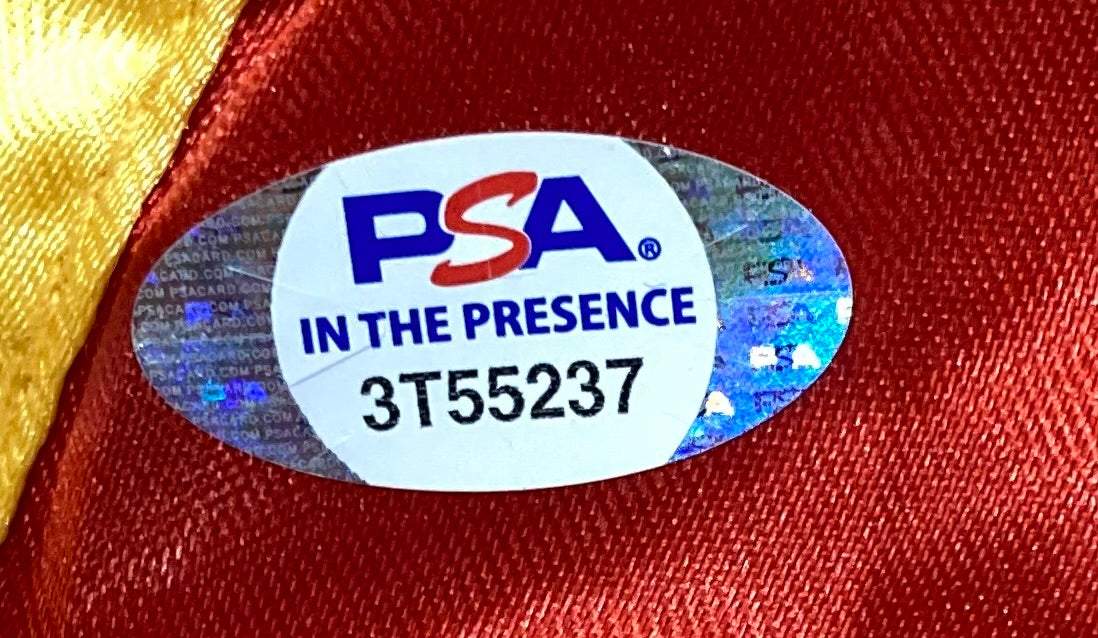 PSA®
IN THE PRESENCE
3T55237